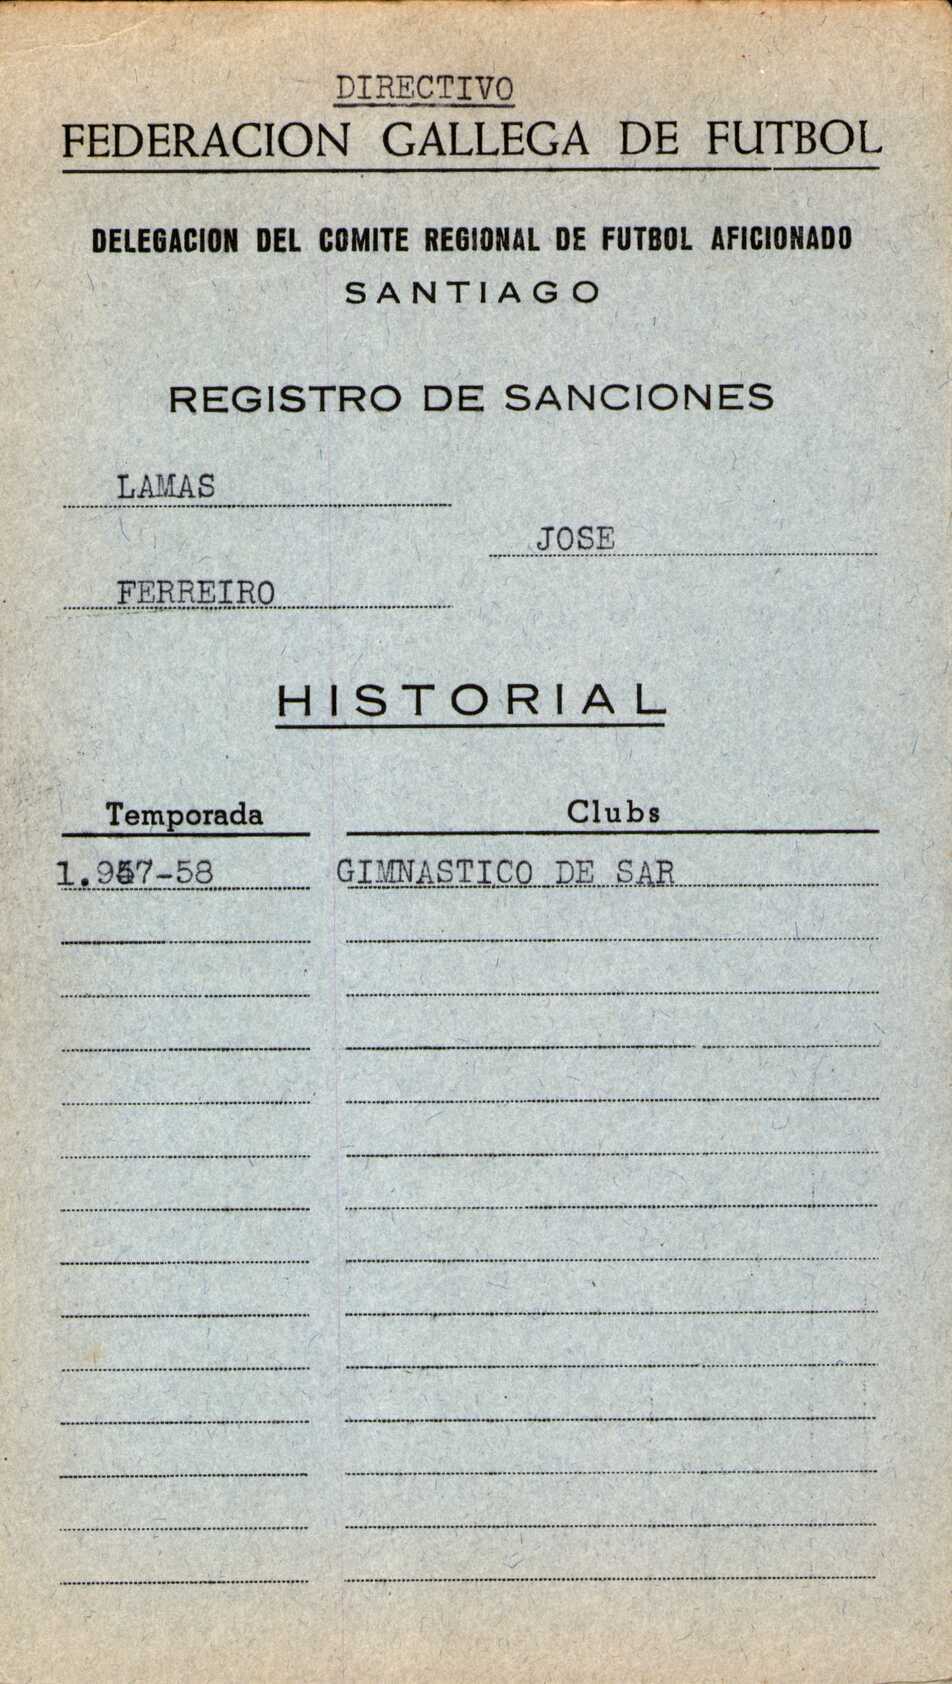 DIRECTIVO
FEDERACION GALLEGA DE FUTBOL
DELEGACION DEL COMITE REGIONAL DE FUTBOL AFICIONADO
SANTIAGO
REGISTRO DE SANCIONES
LAMAS
JOSE
FERREIRO
HISTORIAL
Temporada Clubs
1.957-58 GIMNASTICO DE SAR